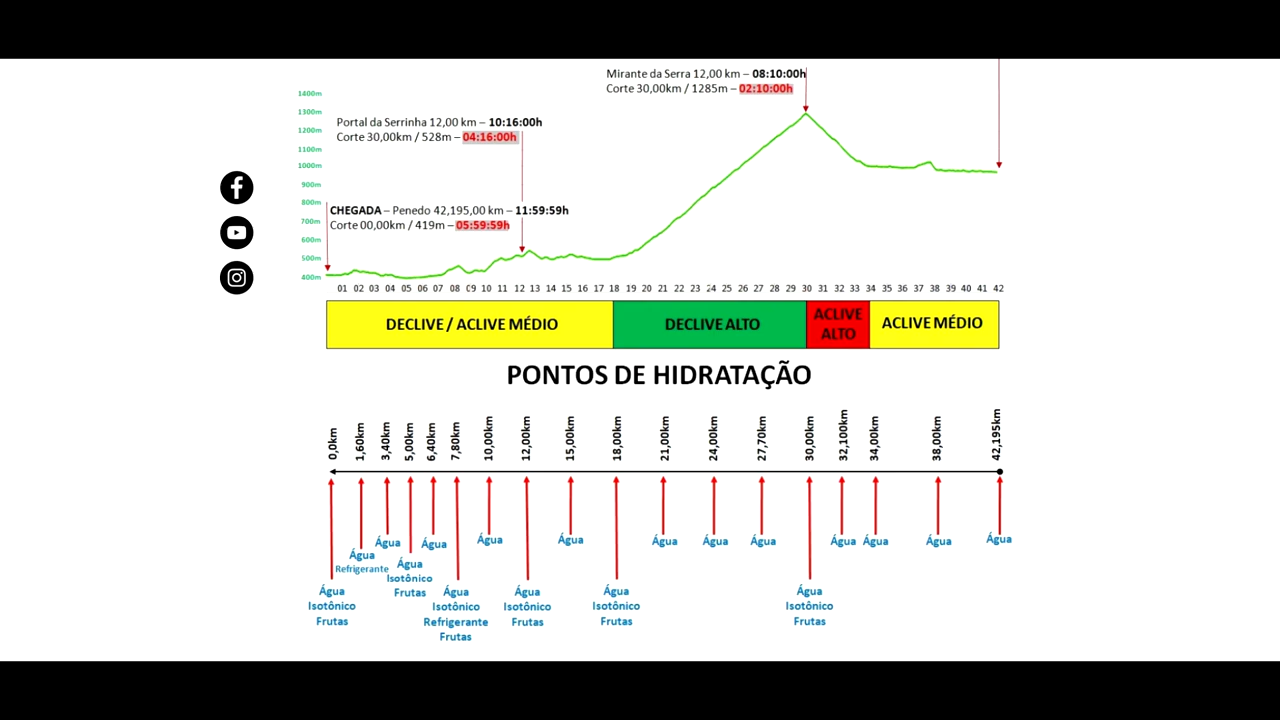 Mirante da Serra 12,00 km – 08:10:00h
Corte 30,00km / 1285m – 02:10:00h
1400m
1300m
1200m
1100m
1000m
900m
800m
700m
600m
500m
400m
Portal da Serrinha 12,00 km – 10:16:00h
Corte 30,00km / 528m – 04:16:00h
CHEGADA – Penedo 42,195,00 km – 11:59:59h
Corte 00,00km / 419m – 05:59:59h
01 02 03 04 05 06 07 08 09 10 11 12 13 14 15 16 17 18 19 20 21 22 23 24 25 26 27 28 29 30 31 32 33 34 35 36 37 38 39 40 41 42
DECLIVE / ACLIVE MÉDIO
DECLIVE ALTO
ACLIVE
ALTO
ACLIVE MÉDIO
PONTOS DE HIDRATAÇÃO
0,0km
1,60km
3,40km
5,00km
6,40km
7,80km
10,00km
12,00km
15,00km
18,00km
21,00km
24,00km
27,70km
30,00km
32,100km
34,00km
38,00km
42,195km
Água
Isotônico
Frutas
Água
Refrigerante
Água
Água
Isotônico
Frutas
Água
Água
Isotônico
Refrigerante
Frutas
Água
Água
Isotônico
Frutas
Água
Água
Isotônico
Frutas
Água
Água
Água
Água
Isotônico
Frutas
Água
Água
Água
Água